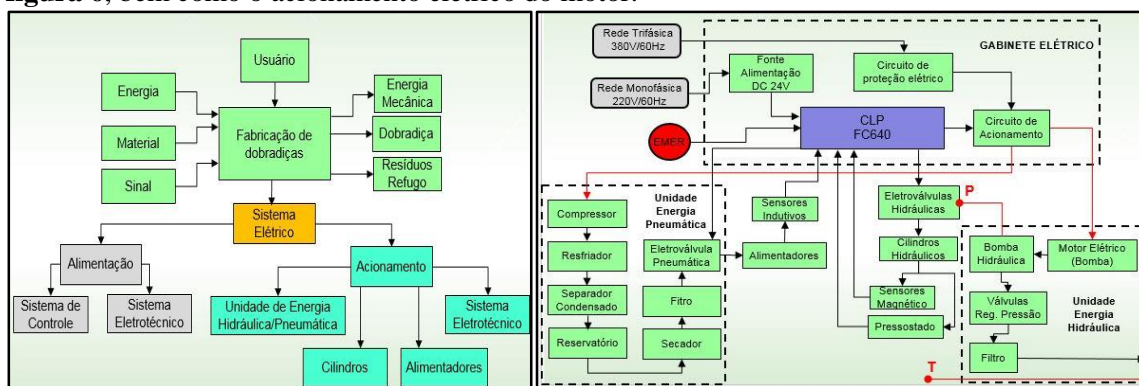 figura 6, bem como o acionamento elétrico do motor.
Usuário
Energia
Material
Sinal
Fabricação de
dobradiças
Energia
Mecânica
Dobradiça
Resíduos
Refugo
Sistema
Elétrico
Alimentação
Acionamento
Sistema de
Controle
Sistema
Eletrotécnico
Unidade de Energia
Hidráulica/Pneumática
Sistema
Eletrotécnico
Cilindros
Alimentadores
Rede Trifásica
380V/60Hz
Rede Monofásica
220V/60Hz
GABINETE ELÉTRICO
Fonte
Alimentação
DC 24V
Circuito de
proteção elétrico
EMER
CLP
FC640
Circuito de
Acionamento
Unidade
Energia
Pneumática
Compressor
Resfriador
Separador
Condensado
Reservatório
Eletroválvula
Pneumática
Fitro
Secador
Sensores
Indutivos
Alimentadores
Eletroválvulas
Hidráulicas
P
Cilindros
Hidráulicos
Sensores
Magnético
Pressostado
Bomba
Hidráulica
Motor Elétrico
(Bomba)
Válvulas
Reg. Pressão
Unidade
Energia
Hidráulica
Filtro
T